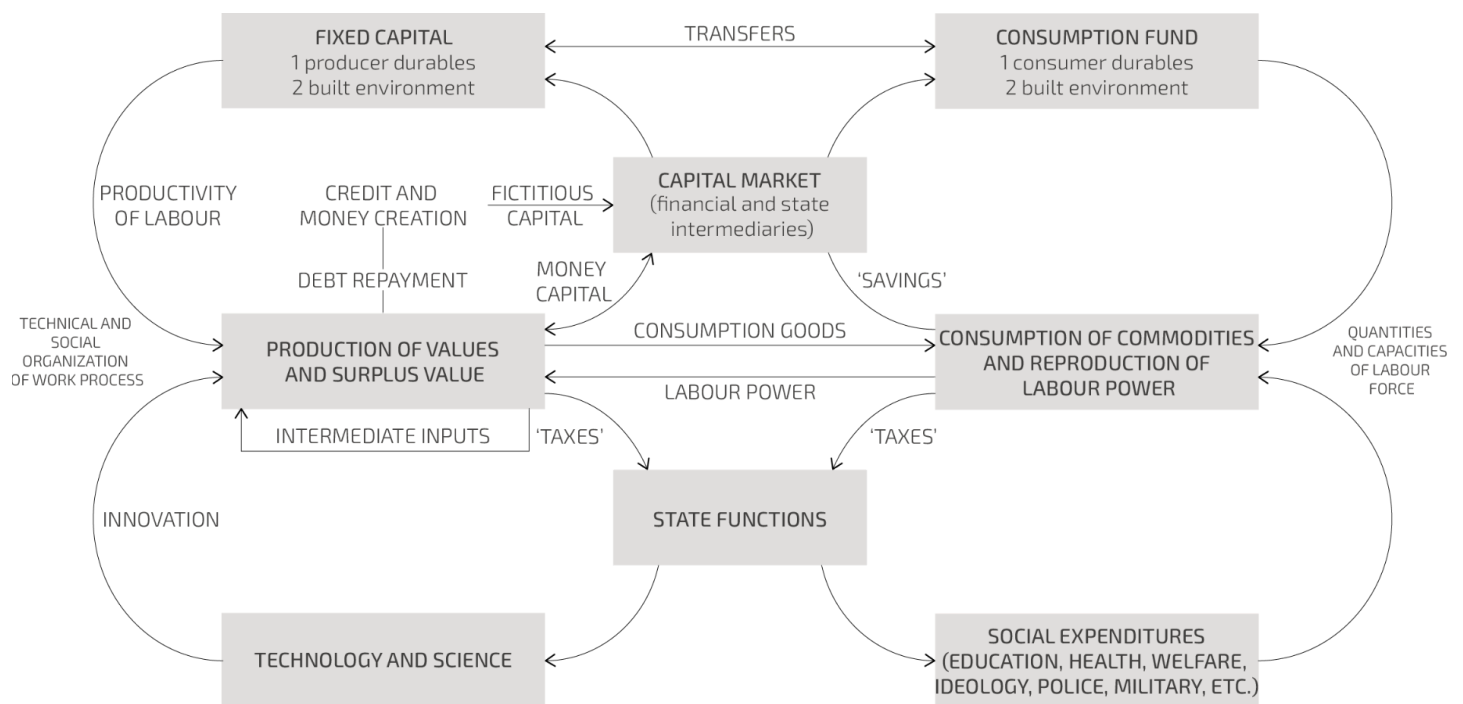 FIXED CAPITAL
1 producer durables
2 built environment
TRANSFERS
CONSUMPTION FUND
1 consumer durables
2 built environment
PRODUCTIVITY
OF LABOUR
CREDIT AND
MONEY CREATION
FICTITIOUS
CAPITAL
CAPITAL MARKET
(financial and state
intermediaries)
DEBT REPAYMENT
MONEY
CAPITAL
‘SAVINGS’
TECHNICAL AND
SOCIAL
ORGANIZATION
OF WORK PROCESS
PRODUCTION OF VALUES
AND SURPLUS VALUE
CONSUMPTION GOODS
LABOUR POWER
CONSUMPTION OF COMMODITIES
AND REPRODUCTION OF
LABOUR POWER
QUANTITIES
AND CAPACITIES
OF LABOUR
FORCE
INTERMEDIATE INPUTS
‘TAXES’
‘TAXES’
INNOVATION
STATE FUNCTIONS
TECHNOLOGY AND SCIENCE
SOCIAL EXPENDITURES
(EDUCATION, HEALTH, WELFARE,
IDEOLOGY, POLICE, MILITARY, ETC.)